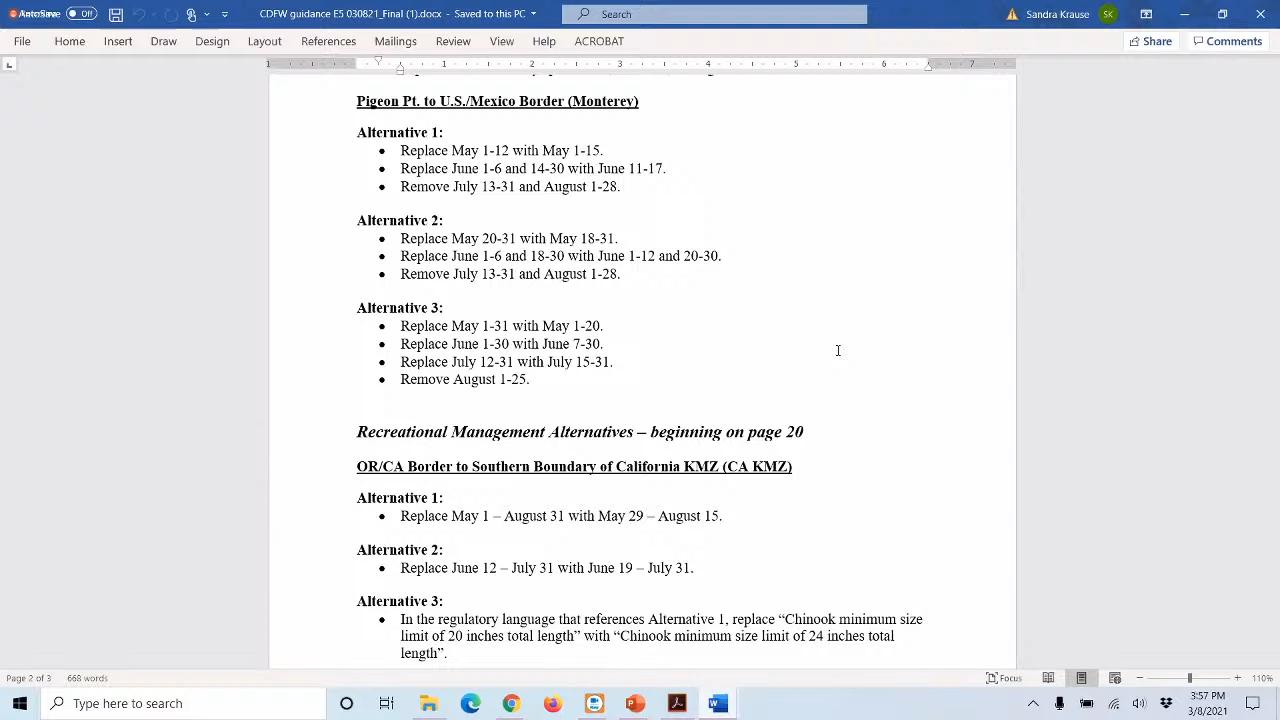 AutoSave Off CDFW guidance E5.0308121... - Saved to this PC Search Sandra Krause SK
File Home Insert Draw Design Layout References Mailings Review View Help ACROBAT Share Comments
1 1 2 3 4 5 6 7
Pigeon Pt. to U.S./Mexico Border (Monterey)
Alternative 1:
• Replace May 1-12 with May 1-15.
• Replace June 1-6 and 14-30 with June 11-17.
• Remove July 13-31 and August 1-28.
Alternative 2:
• Replace May 20-31 with May 18-31.
• Replace June 1-6 and 18-30 with June 1-12 and 20-30.
• Remove July 13-31 and August 1-28.
Alternative 3:
• Replace May 1-31 with May 1-20.
• Replace June 1-30 with June 7-30.
• Replace July 12-31 with July 15-31.
• Remove August 1-25.
Recreational Management Alternatives – beginning on page 20
OR/CA Border to Southern Boundary of California KMZ (CA KMZ)
Alternative 1:
• Replace May 1 – August 31 with May 29 – August 15.
Alternative 2:
• Replace June 12 – July 31 with June 19 – July 31.
Alternative 3:
• In the regulatory language that references Alternative 1, replace “Chinook minimum size
limit of 20 inches total length” with “Chinook minimum size limit of 24 inches total
length”.
Page 2 of 3 668 words Focus 110%
Type here to search 3:57 PM
3/8/2021